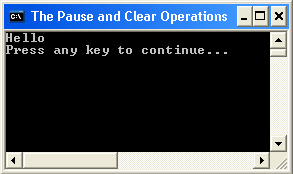 The Pause and Clear Operations
Hello
Press any key to continue...